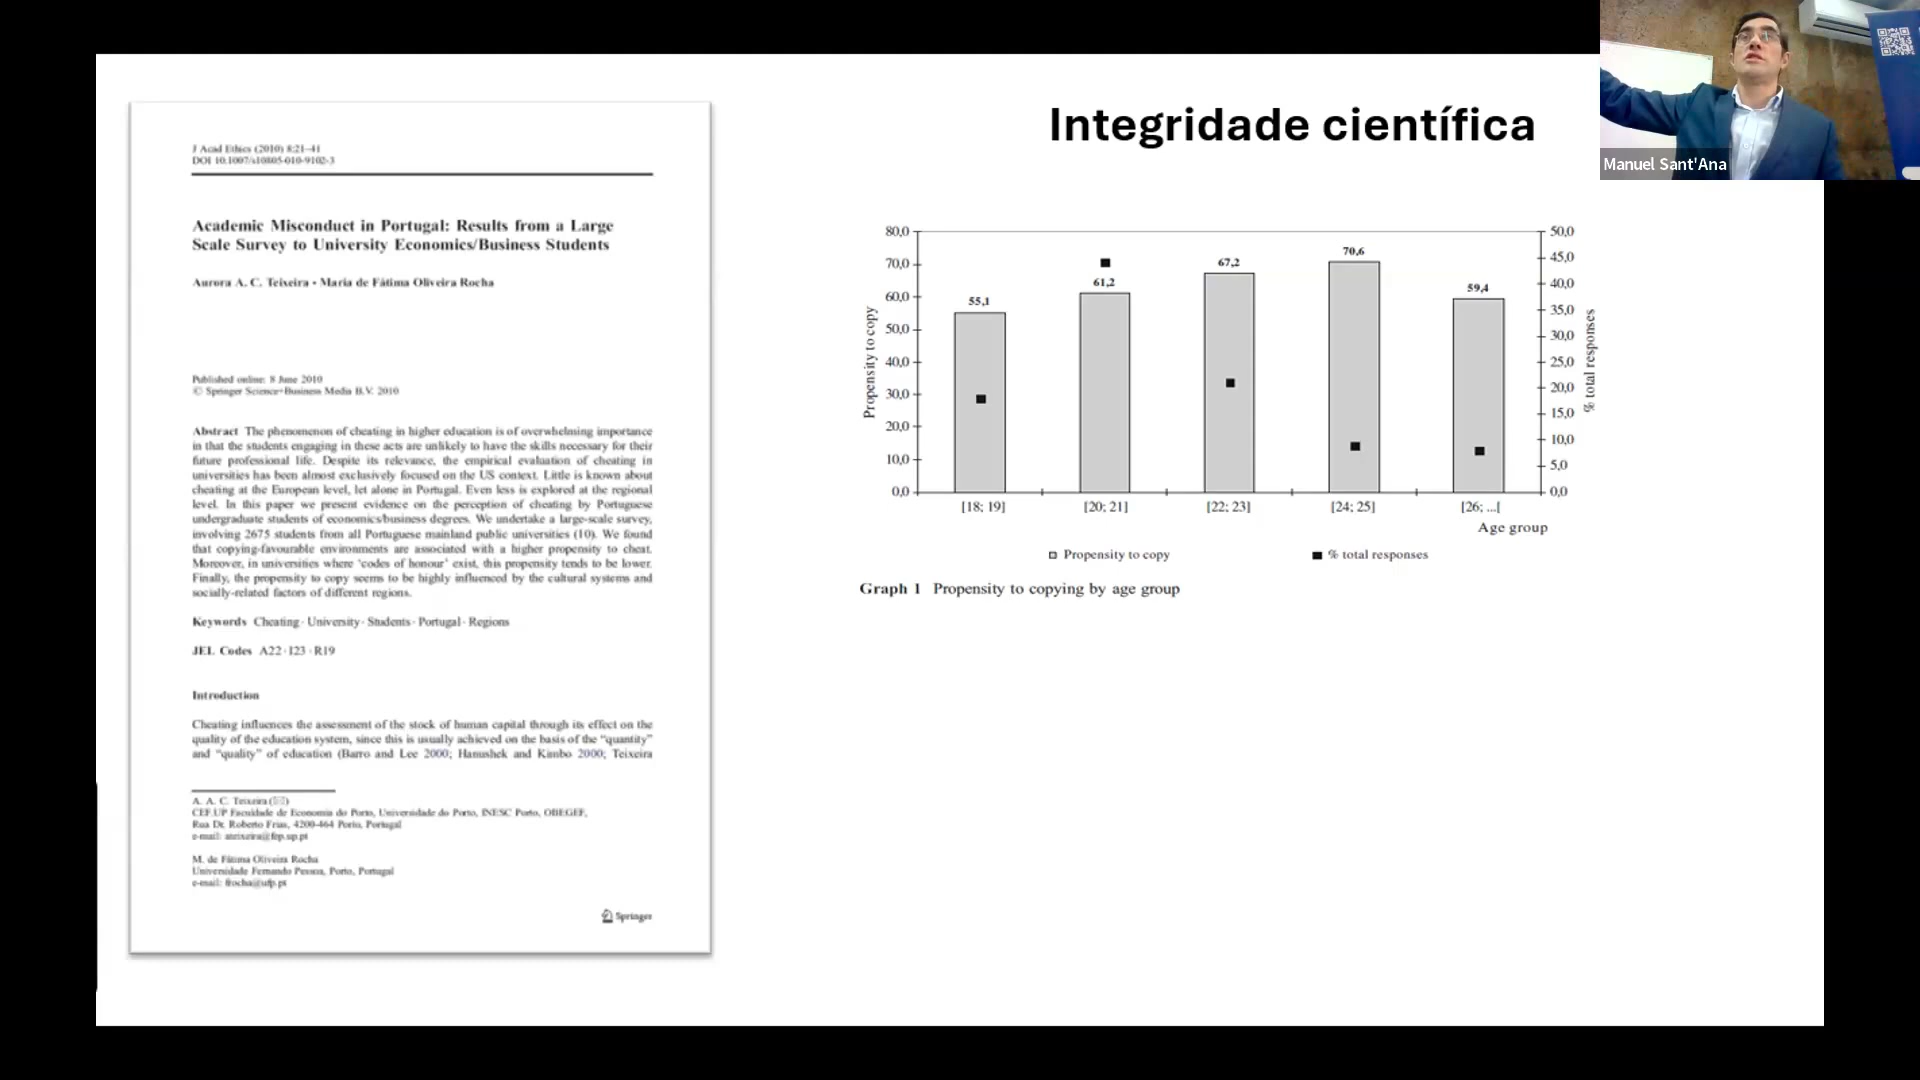 Integridade científica
Manuel Sant'Ana
J Acad Ethics (2010) 8:21–41
DOI 10.1007/s10805-010-9102-3
Academic Misconduct in Portugal: Results from a Large
Scale Survey to University Economics/Business Students
Aurora A. C. Teixeira · Maria de Fátima Oliveira Rocha
Published online: 8 June 2010
© Springer Science+Business Media B.V. 2010
Abstract The phenomenon of cheating in higher education is of overwhelming importance
in that the students engaging in these acts are unlikely to have the skills necessary for their
future professional life. Despite its relevance, the empirical evaluation of cheating in
universities has been almost exclusively focused on the US context. Little is known about
cheating at the European level, let alone in Portugal. Even less is explored at the regional
level. In this paper we present evidence on the perception of cheating by Portuguese
undergraduate students of economics/business degrees. We undertake a large-scale survey,
involving 2675 students from all Portuguese mainland public universities (10). We found
that copying-favourable environments are associated with a higher propensity to cheat.
Moreover, in universities where ‘codes of honour’ exist, this propensity tends to be lower.
Finally, the propensity to copy seems to be highly influenced by the cultural systems and
socially-related factors of different regions.
Keywords Cheating · University · Students · Portugal · Regions
JEL Codes A22 · I23 · R19
Introduction
Cheating influences the assessment of the stock of human capital through its effect on the
quality of the education system, since this is usually achieved on the basis of the “quantity”
and “quality” of education (Barro and Lee 2000; Hanushek and Kimbo 2000; Teixeira
A. A. C. Teixeira (✉)
CEF.UP Faculdade de Economia do Porto, Universidade do Porto, INESC Porto, OBEGEF,
Rua Dr. Roberto Frias, 4200-464 Porto, Portugal
e-mail: ateixeira@fep.up.pt
M. de Fátima Oliveira Rocha
Universidade Fernando Pessoa, Porto, Portugal
e-mail: frocha@ufp.pt
Springer
80,0
70,0
60,0
50,0
40,0
30,0
20,0
10,0
0,0
Propensity to copy
55,1
61,2
67,2
70,6
59,4
50,0
45,0
40,0
35,0
30,0
25,0
20,0
15,0
10,0
5,0
0,0
% total responses
[18; 19] [20; 21] [22; 23] [24; 25] [26; ...[
Age group
Propensity to copy % total responses
Graph 1 Propensity to copying by age group